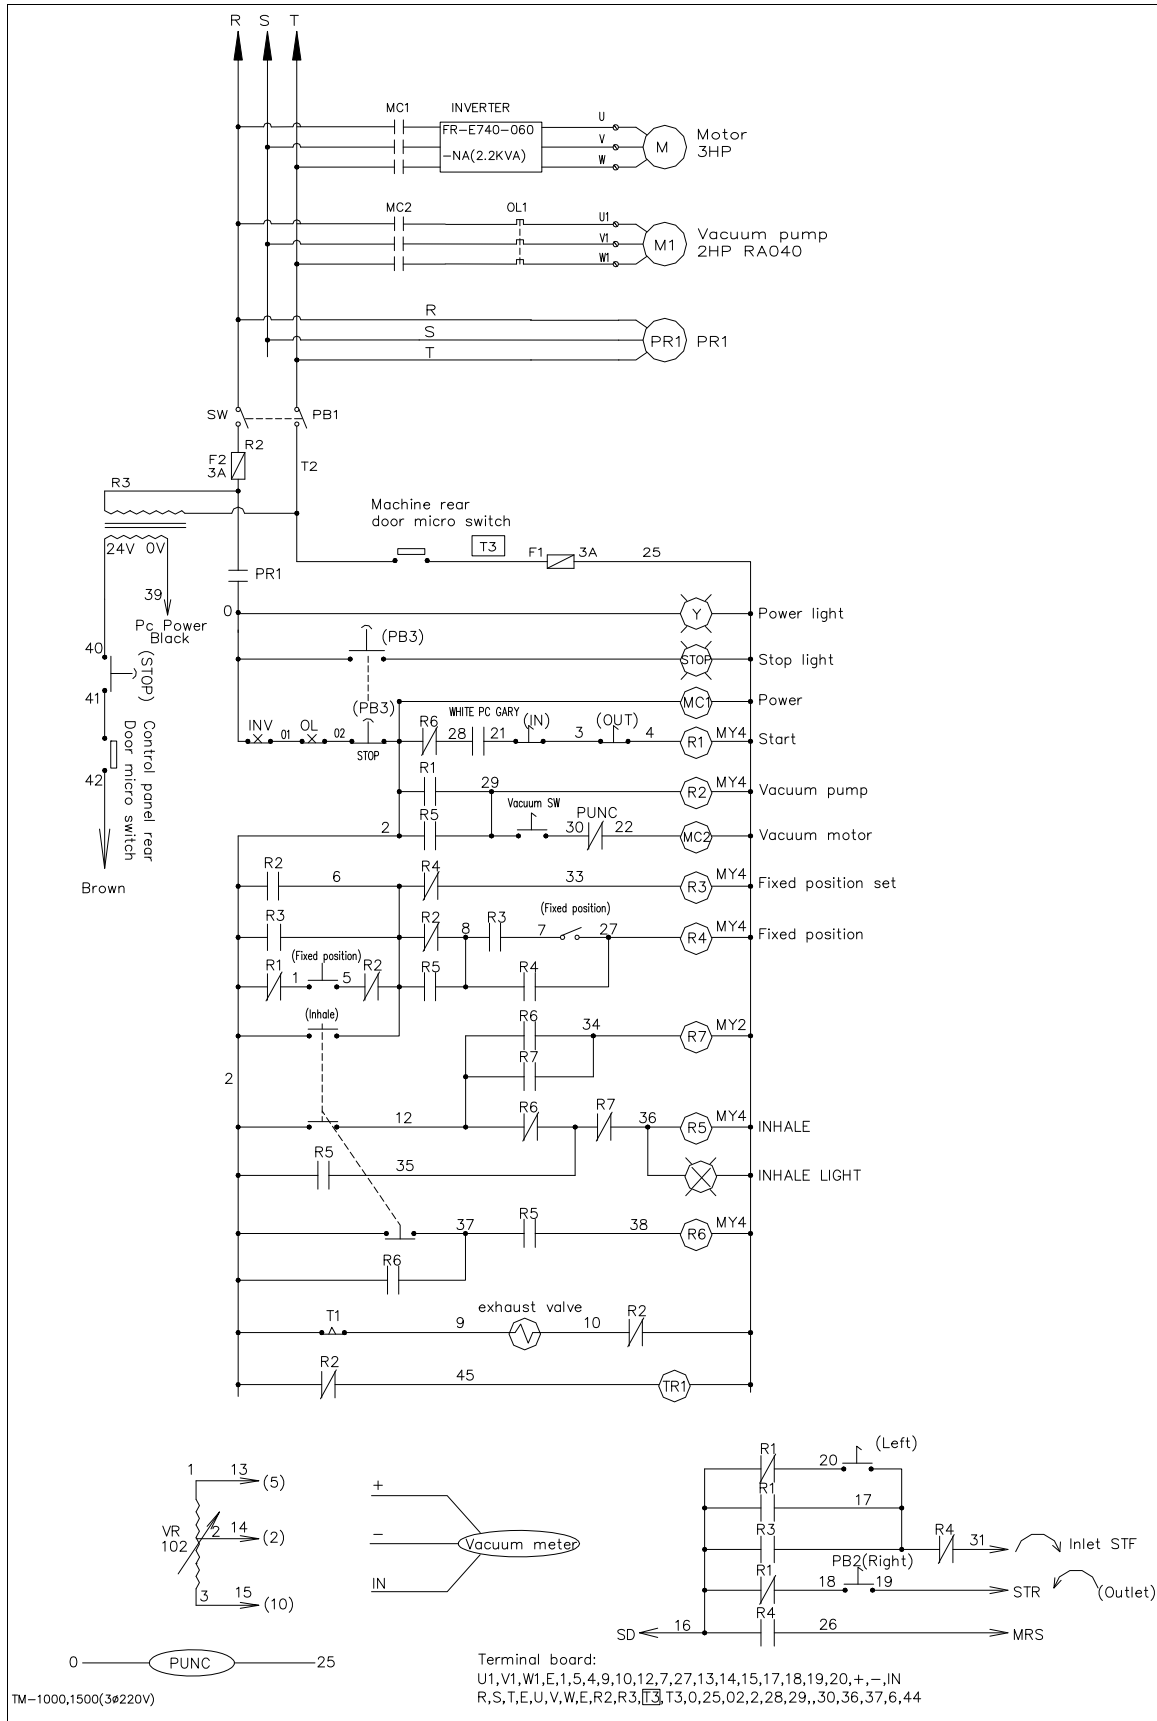 R S T
MC1 INVERTER
FR-E740-060
-NA(2.2KVA)
U
V
W
M
Motor
3HP
MC2 OL1
U1
V1
W1
M1
Vacuum pump
2HP RA040
R
S
T
PR1 PR1
SW PB1
R2
F2
3A
T2
R3
24V 0V
Machine rear
door micro switch
T3
F1 3A 25
PR1
39
Pc Power
Black
0
Y Power light
40
(STOP)
41
42
Control panel rear
Door micro switch
Brown
(PB3)
STOP Stop light
(PB3)
MC1 Power
INV 01 OL 02 STOP
R6 28 WHITE PC GARY 21 (IN) 3 (OUT) 4 R1 MY4 Start
R1 29 R2 MY4 Vacuum pump
2 R5 Vacuum SW 30 PUNC 22 MC2 Vacuum motor
R2 6 R4 33 R3 MY4 Fixed position set
R3 R2 8 R3 7 (Fixed position) 27 R4 MY4 Fixed position
R1 1 (Fixed position) 5 R2 R5 R4
(Inhale) R6 34 R7 MY2
R7
2
12 R6 R7 36 R5 MY4 INHALE
R5 35 INHALE LIGHT
37 R5 38 R6 MY4
R6
T1 9 exhaust valve 10 R2
R2 45 TR1
1 13 (5)
VR
102
2 14 (2)
3 15 (10)
+
-
IN
Vacuum meter
R1 20 (Left)
R1 17
R3 R4 31 Inlet STF
R1 18 PB2(Right) 19 STR (Outlet)
SD 16 R4 26 MRS
0 PUNC 25
Terminal board:
U1,V1,W1,E,1,5,4,9,10,12,7,27,13,14,15,17,18,19,20,+,-,IN
R,S,T,E,U,V,W,E,R2,R3,T3,T3,0,25,02,2,28,29,,30,36,37,6,44
TM-1000,1500(3ø220V)